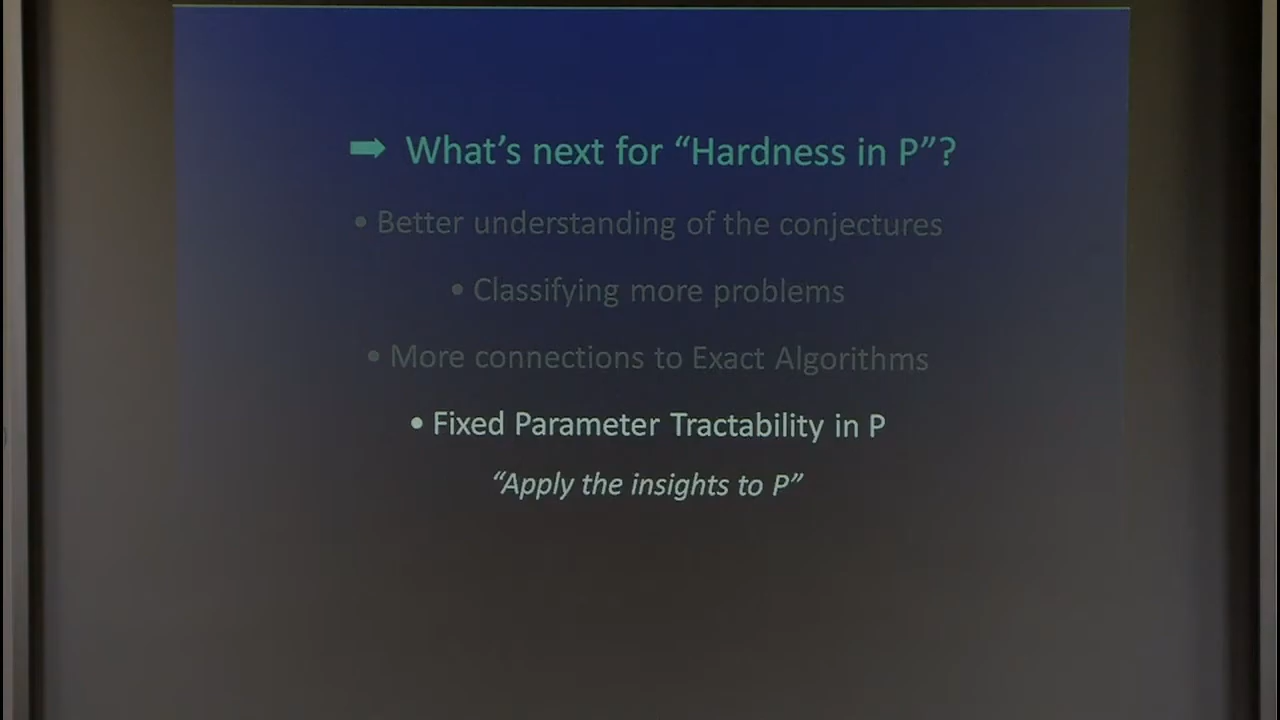 ➡ What's next for “Hardness in P”?
• Better understanding of the conjectures
• Classifying more problems
• More connections to Exact Algorithms
• Fixed Parameter Tractability in P
“Apply the insights to P”